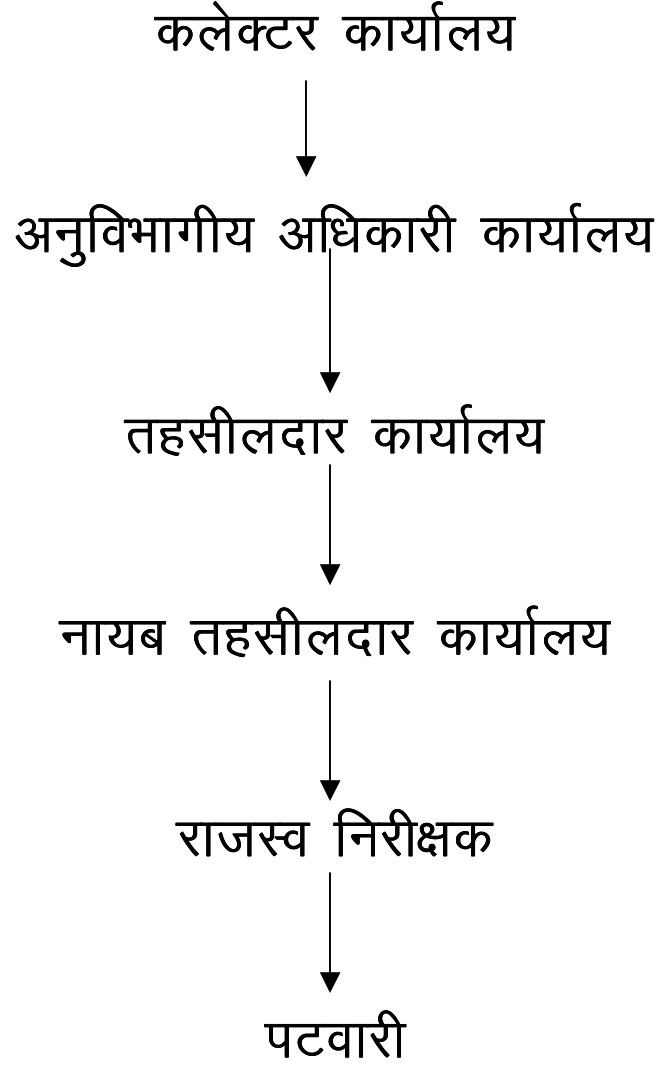 कलेक्टर कार्यालय
अनुविभागीय अधिकारी कार्यालय
तहसीलदार कार्यालय
नायब तहसीलदार कार्यालय
राजस्व निरीक्षक
पटवारी